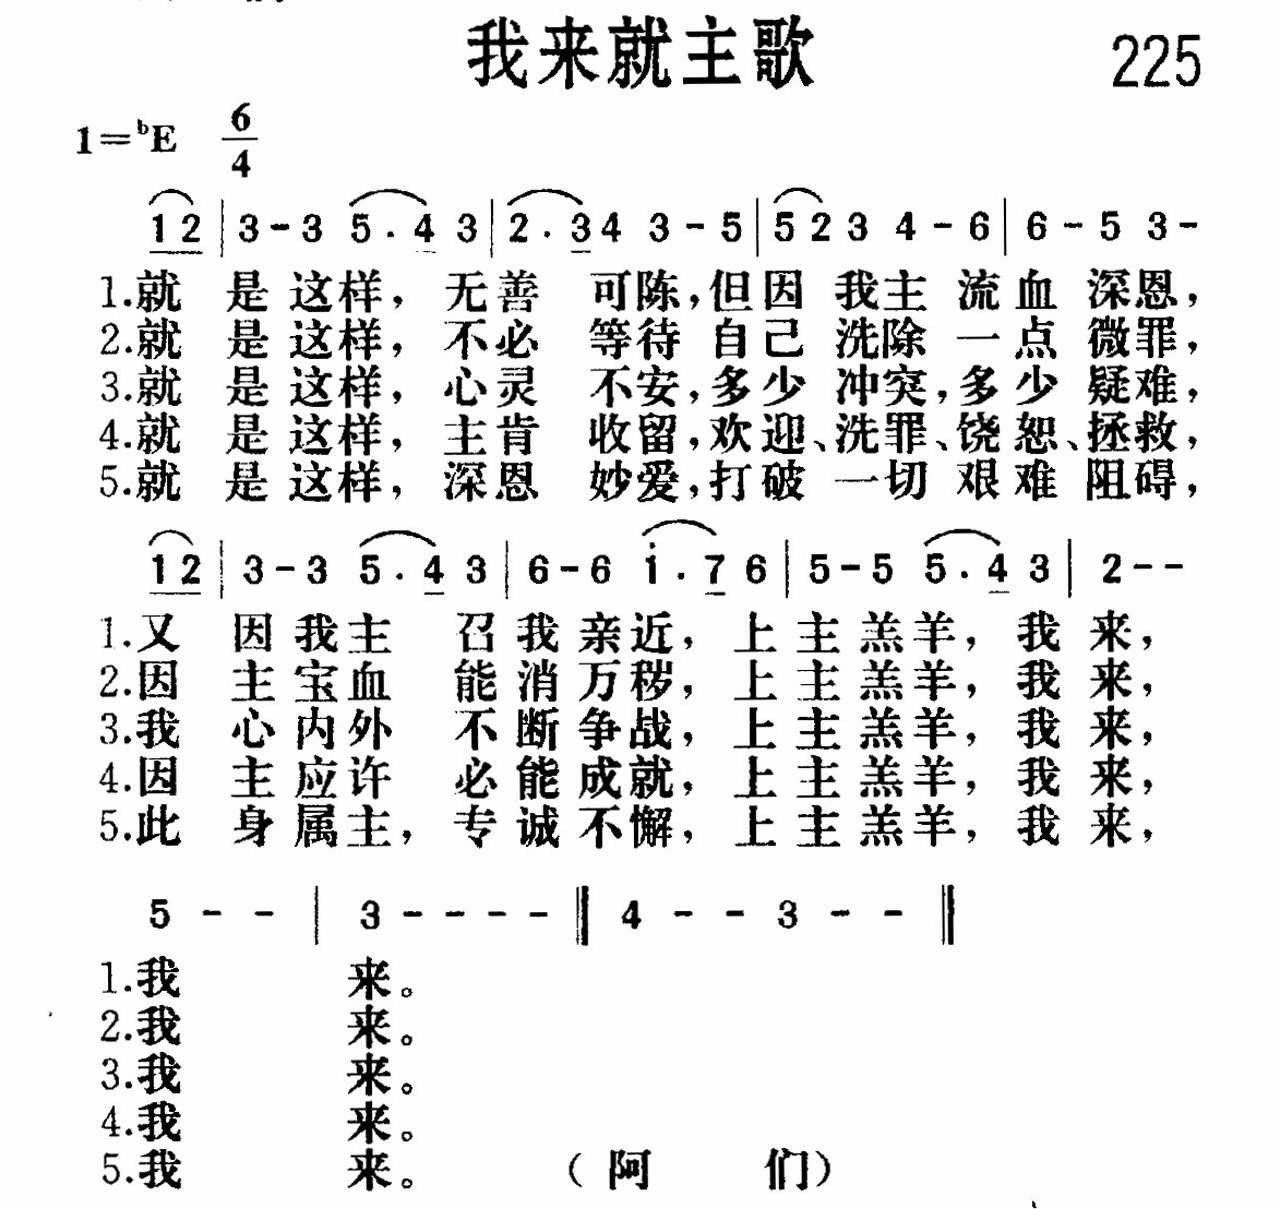 我来就主歌 225
1=ᵇE 6/4
12 | 3-3 5.4 3 | 2.3 4 3-5 | 52 3 4-6 | 6-5 3-
1.就 是这样，无善 可陈，但因 我主 流血 深恩，
2.就 是这样，不必 等待 自己 洗除 一点 微罪，
3.就 是这样，心灵 不安，多少 冲突，多少 疑难，
4.就 是这样，主肯 收留，欢迎、洗罪、饶恕、拯救，
5.就 是这样，深恩 妙爱，打破 一切 艰难 阻碍，
12 | 3-3 5.4 3 | 6-6 i.7 6 | 5-5 5.4 3 | 2--
1.又 因我主 召我亲近，上主羔羊，我来，
2.因 主宝血 能消万秽，上主羔羊，我来，
3.我 心内外 不断争战，上主羔羊，我来，
4.因 主应许 必能成就，上主羔羊，我来，
5.此 身属主，专诚不懈，上主羔羊，我来，
5 - - | 3 - - - - ‖ 4 - - 3 - - ‖
1.我 来。
2.我 来。
3.我 来。
4.我 来。
5.我 来。 （阿 们）